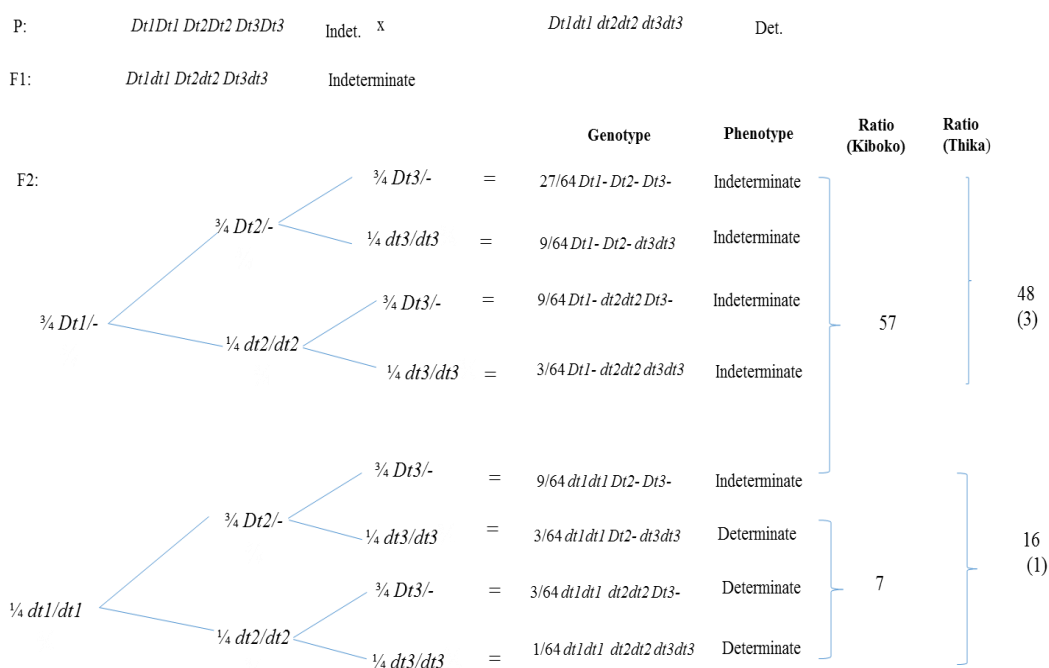 P: Dt1Dt1 Dt2Dt2 Dt3Dt3 Indet. x Dt1dt1 dt2dt2 dt3dt3 Det.
F1: Dt1dt1 Dt2dt2 Dt3dt3 Indeterminate
Genotype Phenotype Ratio (Kiboko) Ratio (Thika)
F2:
¾ Dt3/- = 27/64 Dt1- Dt2- Dt3- Indeterminate
¾ Dt2/-
¼ dt3/dt3 = 9/64 Dt1- Dt2- dt3dt3 Indeterminate
¾ Dt3/- = 9/64 Dt1- dt2dt2 Dt3- Indeterminate
¾ Dt1/- 57 48 (3)
¼ dt2/dt2
¼ dt3/dt3 = 3/64 Dt1- dt2dt2 dt3dt3 Indeterminate
¾ Dt3/- = 9/64 dt1dt1 Dt2- Dt3- Indeterminate
¾ Dt2/-
¼ dt3/dt3 = 3/64 dt1dt1 Dt2- dt3dt3 Determinate
16 (1)
¾ Dt3/- = 3/64 dt1dt1 dt2dt2 Dt3- Determinate 7
¼ dt1/dt1
¼ dt2/dt2
¼ dt3/dt3 = 1/64 dt1dt1 dt2dt2 dt3dt3 Determinate